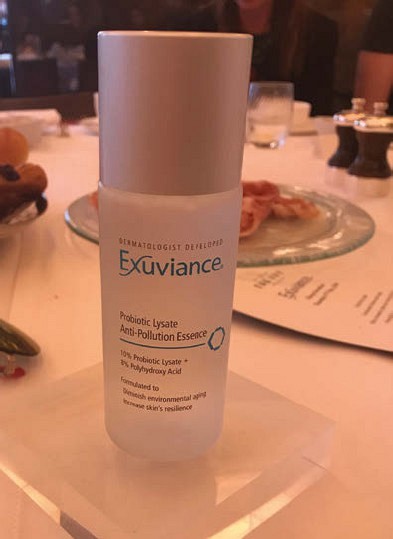 DERMATOLOGIST DEVELOPED
Exuviance
Probiotic Lysate
Anti-Pollution Essence
10% Probiotic Lysate +
8% Polyhydroxy Acid
Formulated to
Diminish environmental aging
Increase skin's resilience
EXUVIANCE